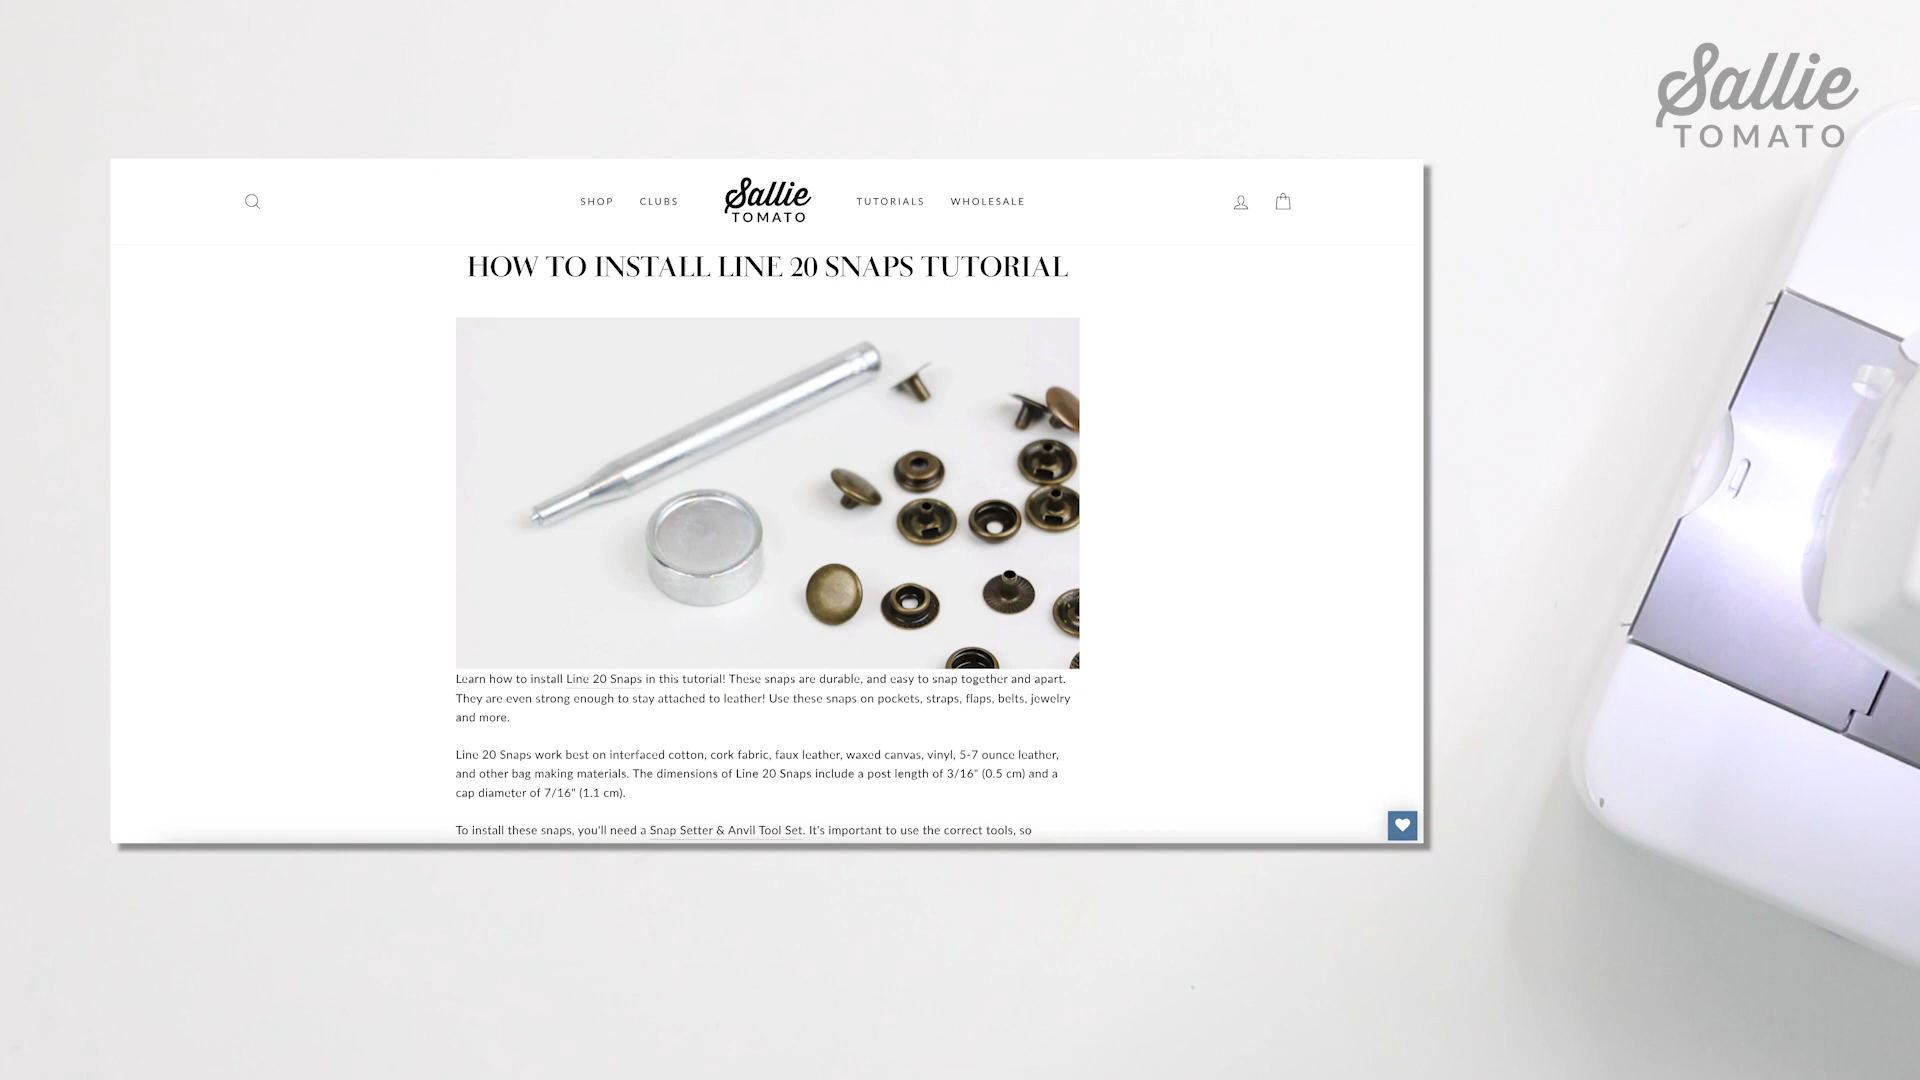 Sallie
TOMATO
SHOP CLUBS Sallie TOMATO TUTORIALS WHOLESALE
HOW TO INSTALL LINE 20 SNAPS TUTORIAL
Learn how to install Line 20 Snaps in this tutorial! These snaps are durable, and easy to snap together and apart.
They are even strong enough to stay attached to leather! Use these snaps on pockets, straps, flaps, belts, jewelry
and more.
Line 20 Snaps work best on interfaced cotton, cork fabric, faux leather, waxed canvas, vinyl, 5-7 ounce leather,
and other bag making materials. The dimensions of Line 20 Snaps include a post length of 3/16" (0.5 cm) and a
cap diameter of 7/16" (1.1 cm).
To install these snaps, you'll need a Snap Setter & Anvil Tool Set. It's important to use the correct tools, so